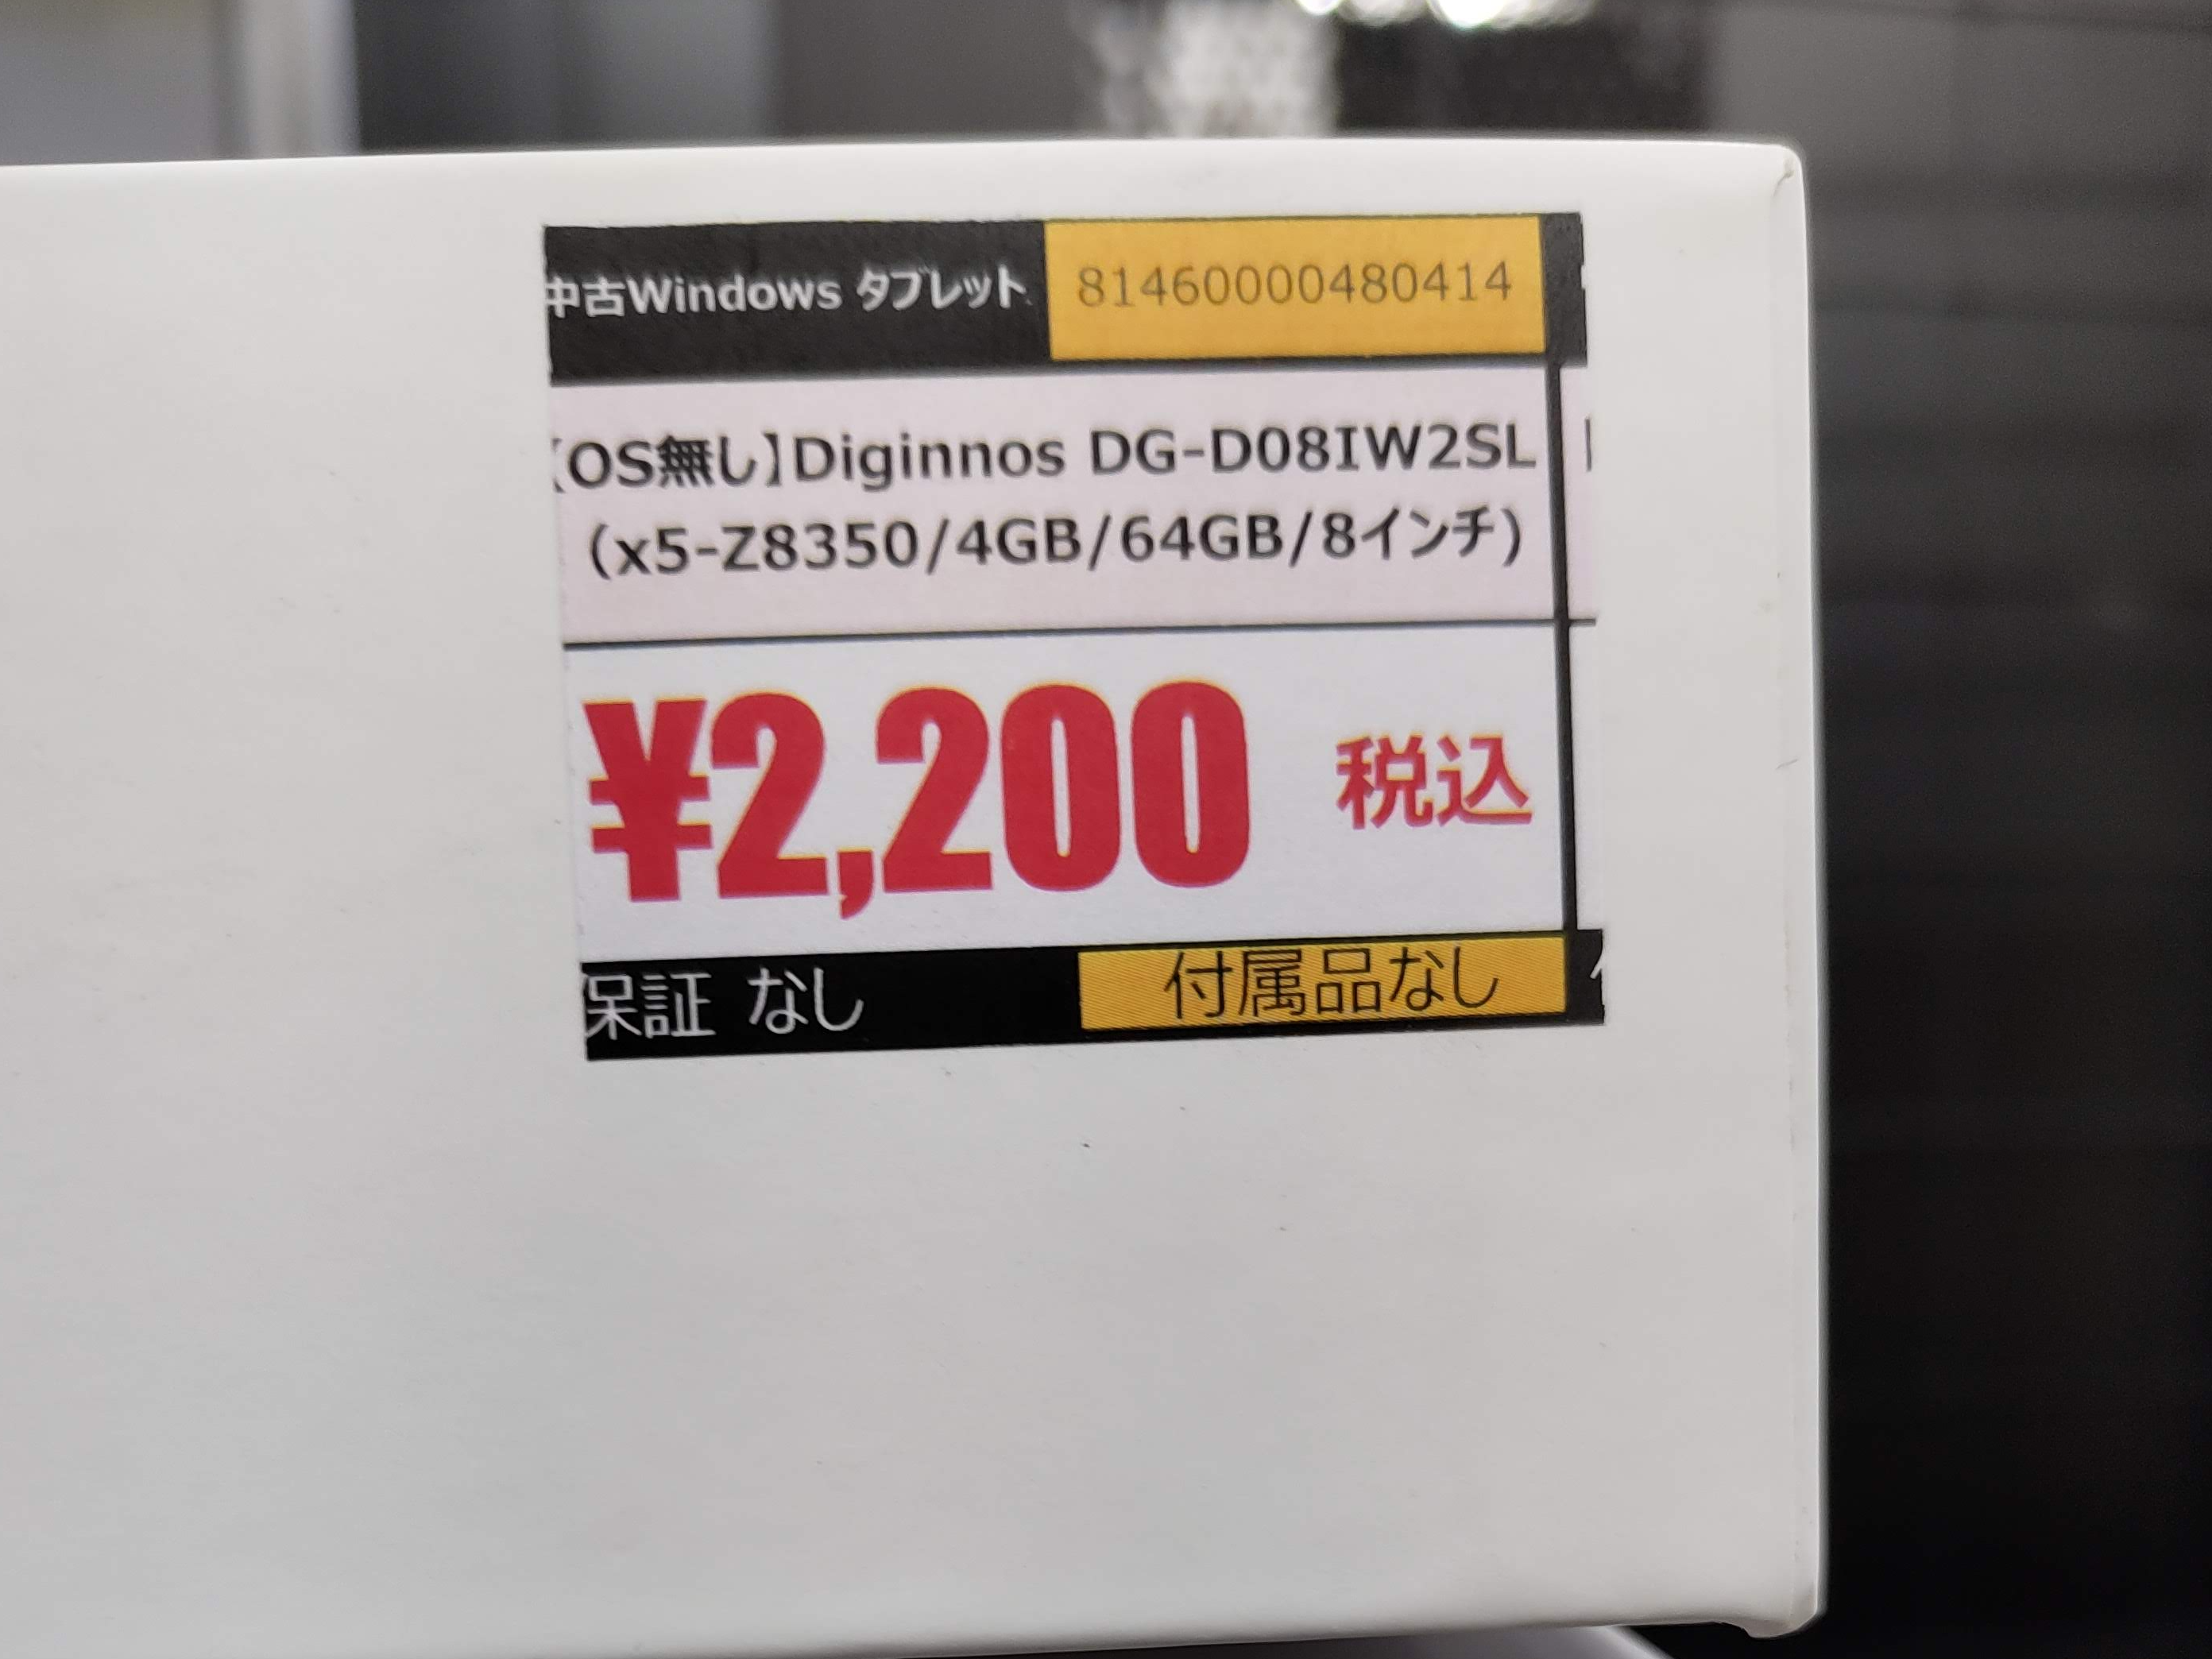 中古Windows タブレット 81460000480414
【OS無し】Diginnos DG-D08IW2SL
(x5-Z8350/4GB/64GB/8インチ)
¥2,200 税込
保証 なし 付属品なし